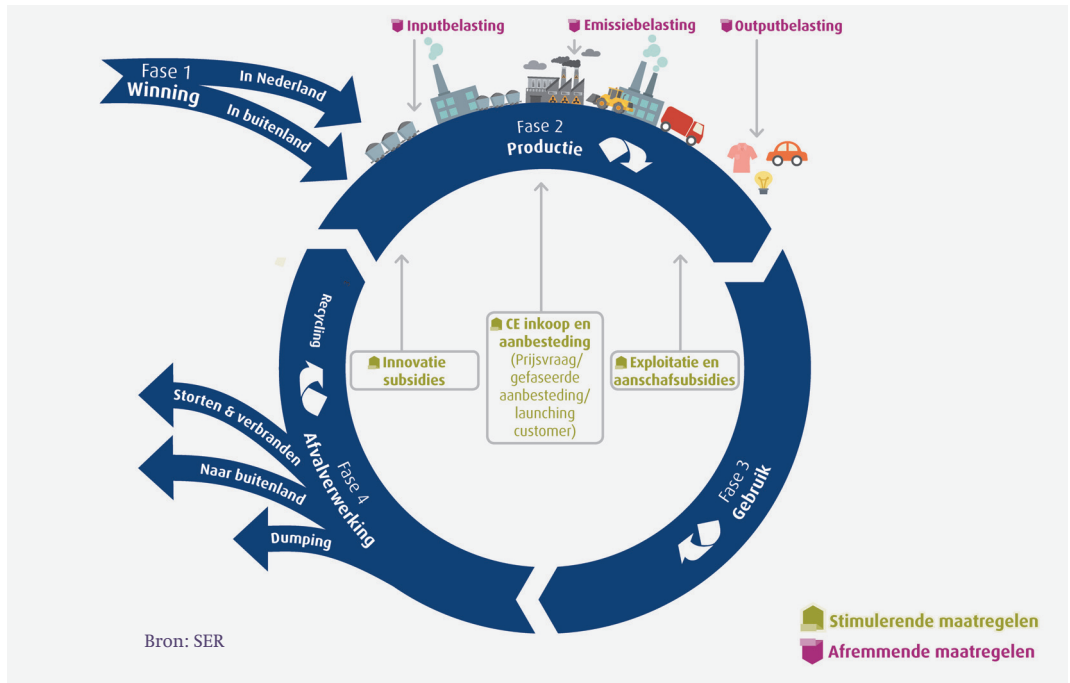 Inputbelasting
Emissiebelasting
Outputbelasting
Fase 1
Winning
In Nederland
In buitenland
Fase 2
Productie
Innovatie
subsidies
CE inkoop en
aanbesteding
(Prijsvraag/
gefaseerde
aanbesteding/
launching
customer)
Exploitatie en
aanschafsubsidies
Fase 3
Gebruik
Fase 4
Afvalverwerking
Recycling
Storten & verbranden
Naar buitenland
Dumping
Bron: SER
Stimulerende maatregelen
Afremmende maatregelen